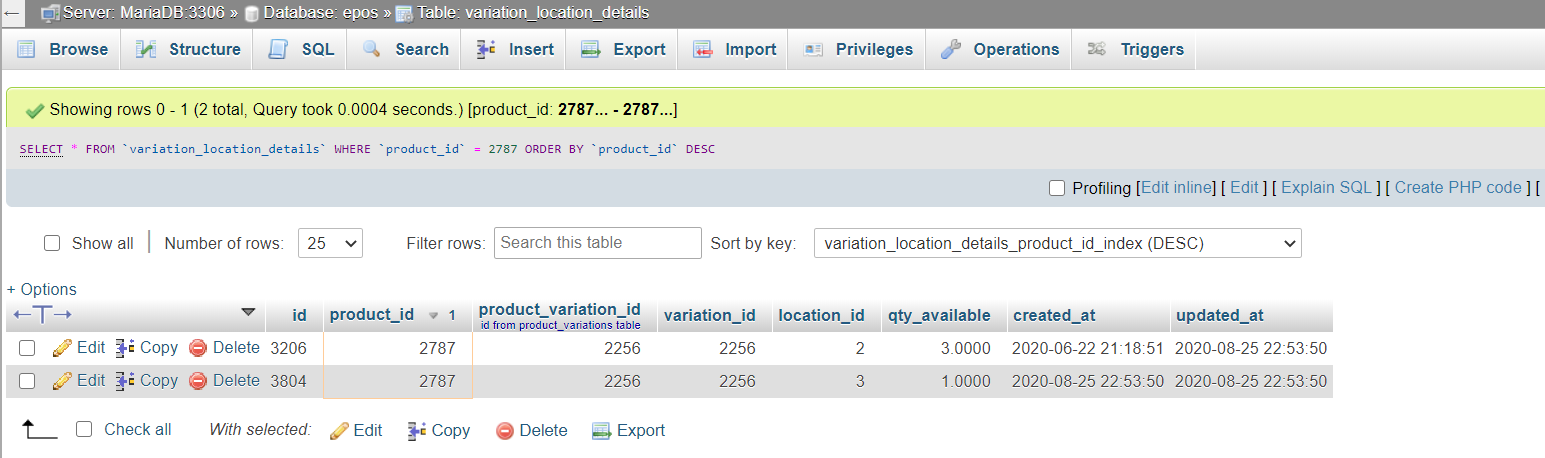 Server: MariaDB:3306 » Database: epos » Table: variation_location_details
Browse Structure SQL Search Insert Export Import Privileges Operations Triggers
Showing rows 0 - 1 (2 total, Query took 0.0004 seconds.) [product_id: 2787... - 2787...]
SELECT * FROM `variation_location_details` WHERE `product_id` = 2787 ORDER BY `product_id` DESC
Profiling [Edit inline] [ Edit ] [ Explain SQL ] [ Create PHP code ] [
Show all | Number of rows: 25 Filter rows: Search this table Sort by key: variation_location_details_product_id_index (DESC)
+ Options
id product_id 1 product_variation_id variation_id location_id qty_available created_at updated_at
id from product_variations table
Edit Copy Delete 3206 2787 2256 2256 2 3.0000 2020-06-22 21:18:51 2020-08-25 22:53:50
Edit Copy Delete 3804 2787 2256 2256 3 1.0000 2020-08-25 22:53:50 2020-08-25 22:53:50
Check all With selected: Edit Copy Delete Export